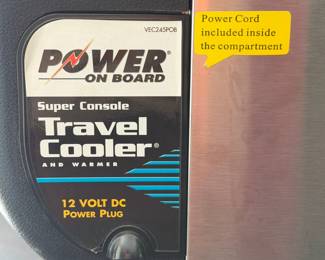 VEC245POB
POWER®
ON BOARD
Super Console
Travel
Cooler®
AND WARMER
12 VOLT DC
POWER PLUG
Power Cord
included inside
the compartment